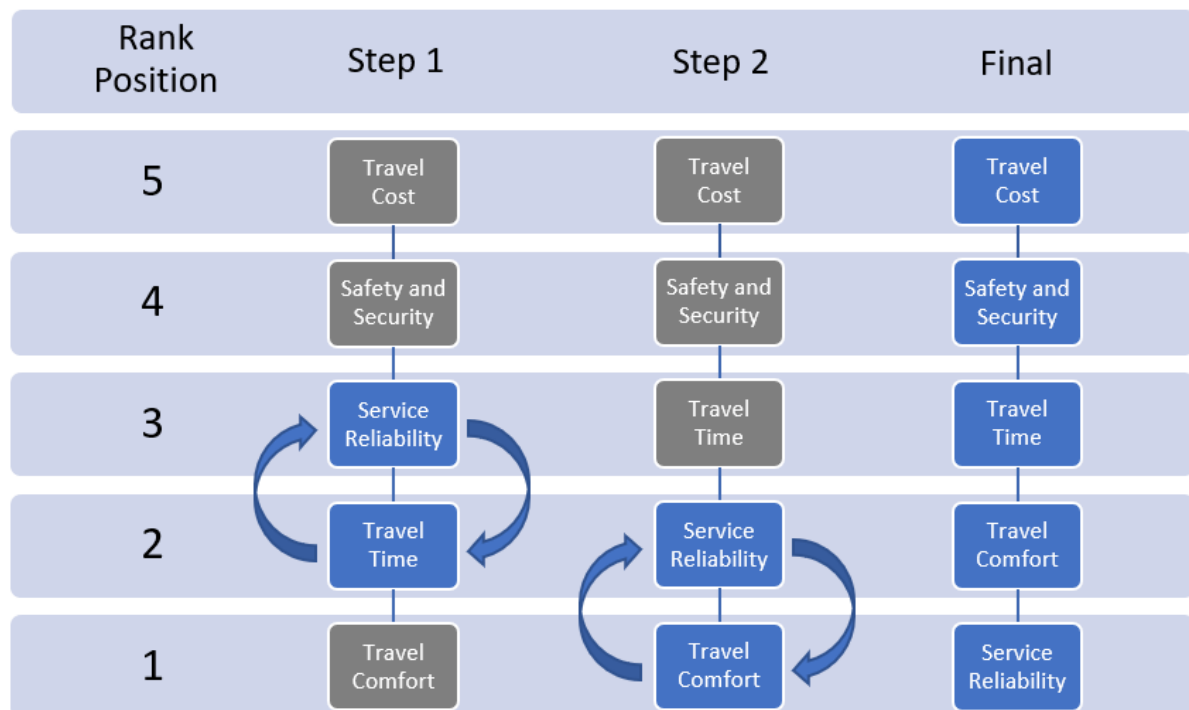 Rank
Position
Step 1
Step 2
Final
5
Travel
Cost
Travel
Cost
Travel
Cost
4
Safety and
Security
Safety and
Security
Safety and
Security
3
Service
Reliability
Travel
Time
Travel
Time
2
Travel
Time
Service
Reliability
Travel
Comfort
1
Travel
Comfort
Travel
Comfort
Service
Reliability